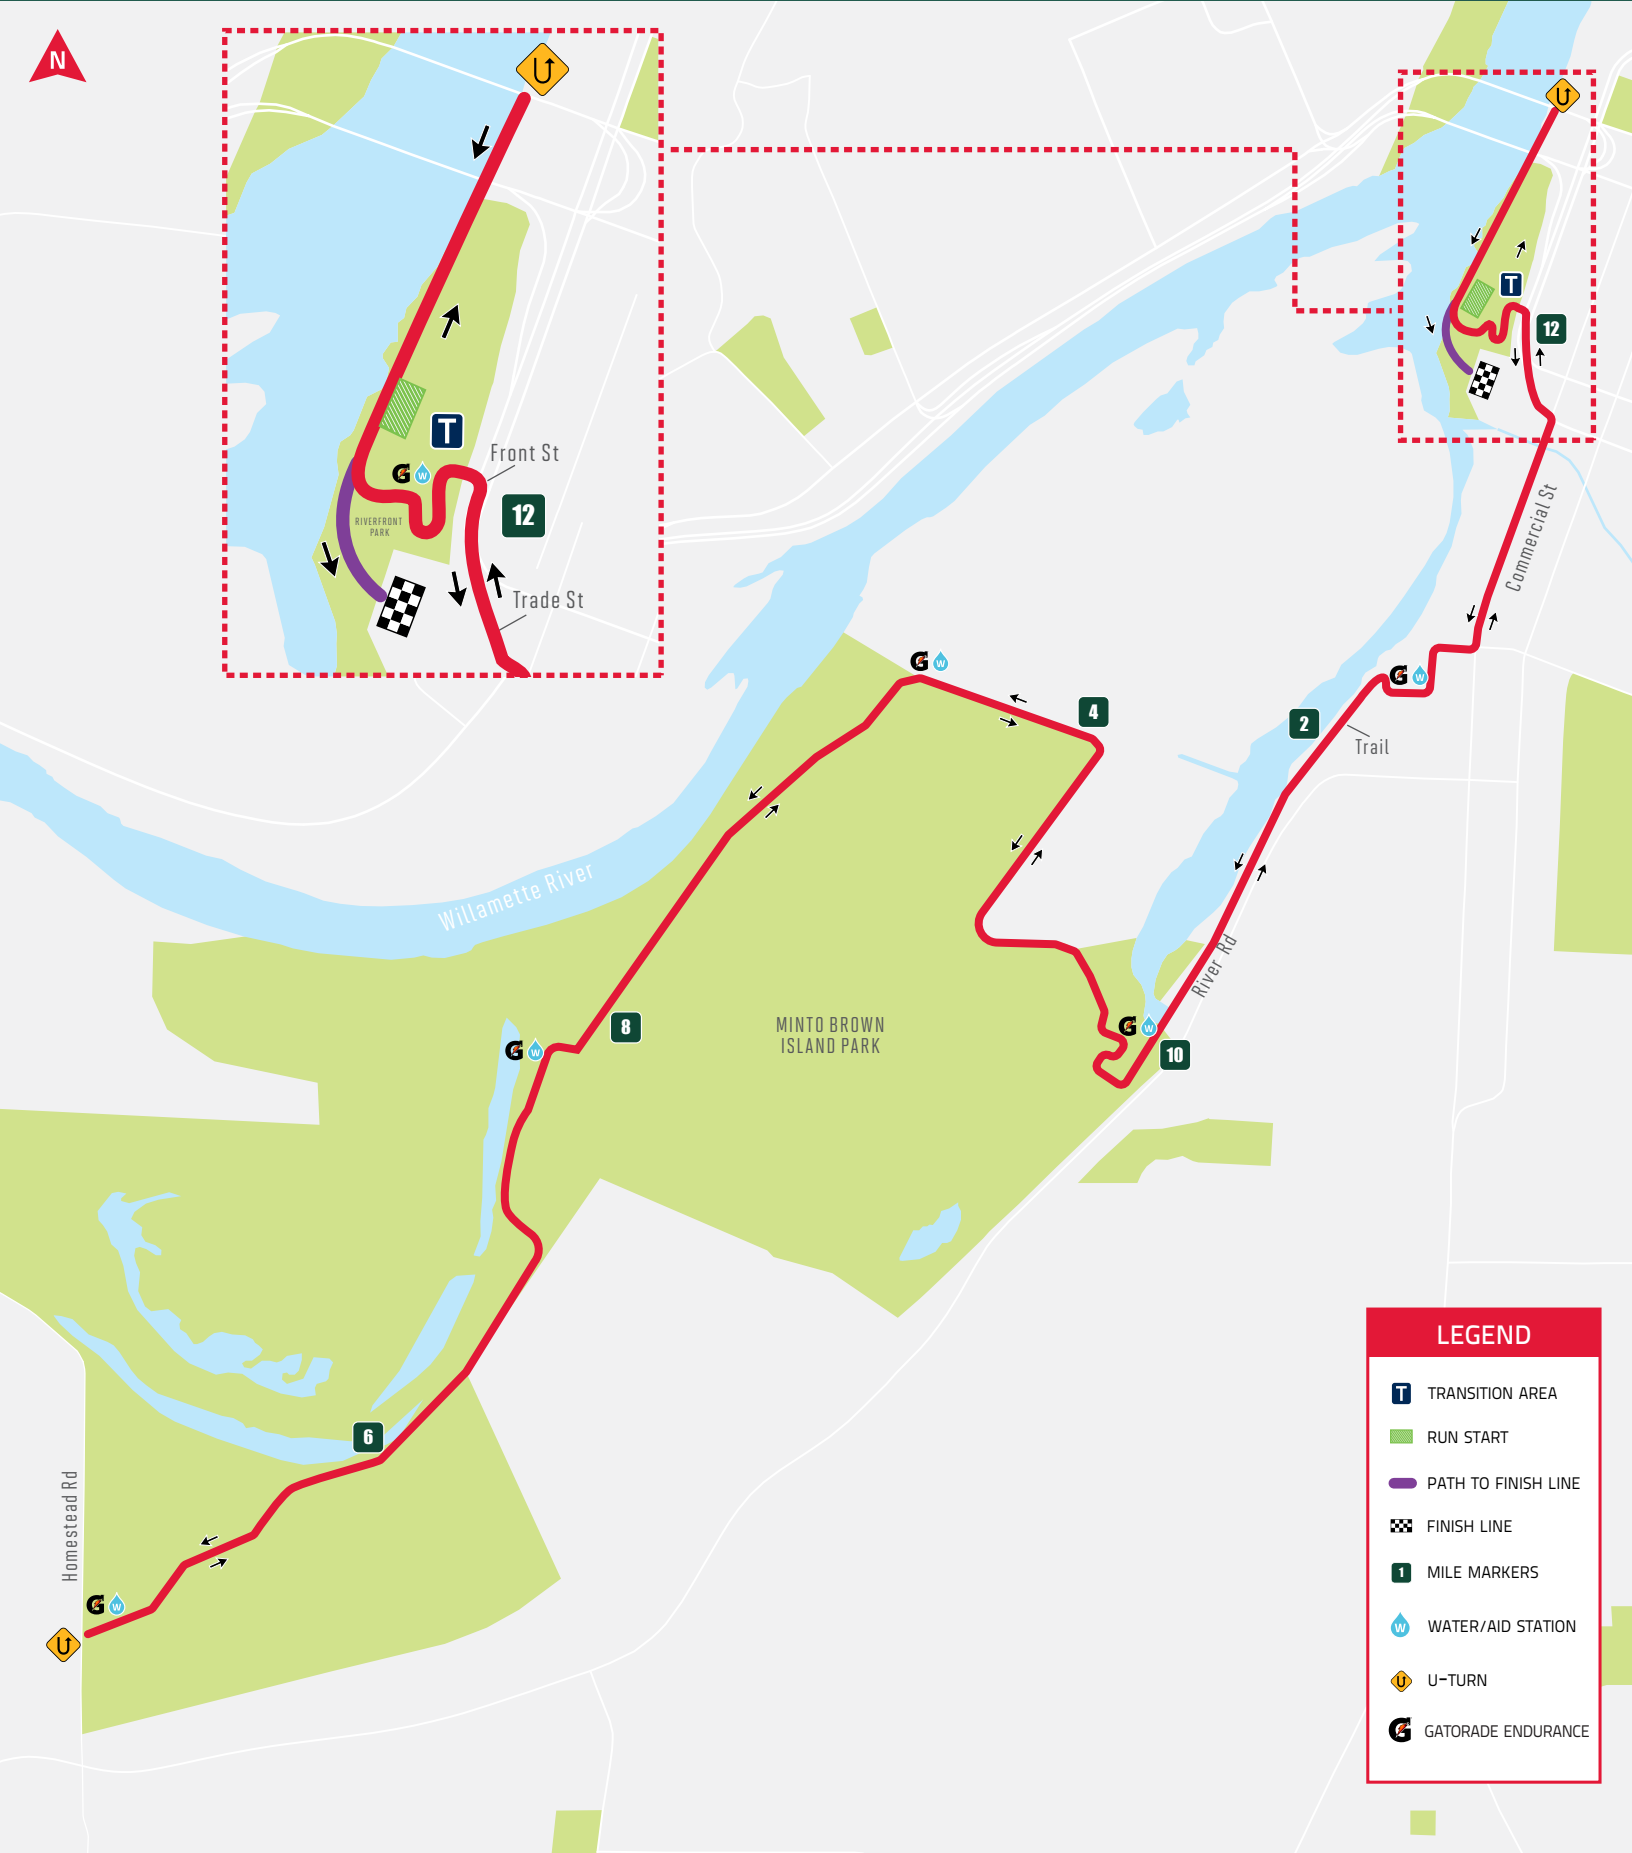 N
U
G W
T
Front St
12
RIVERFRONT
PARK
Trade St
U
T
12
Commercial St
G W
4
G W
2
Trail
Willamette River
River Rd
MINTO BROWN
ISLAND PARK
8
G W
G W
10
6
Homestead Rd
G W
U
LEGEND
T TRANSITION AREA
RUN START
PATH TO FINISH LINE
FINISH LINE
1 MILE MARKERS
W WATER/AID STATION
U U-TURN
G GATORADE ENDURANCE